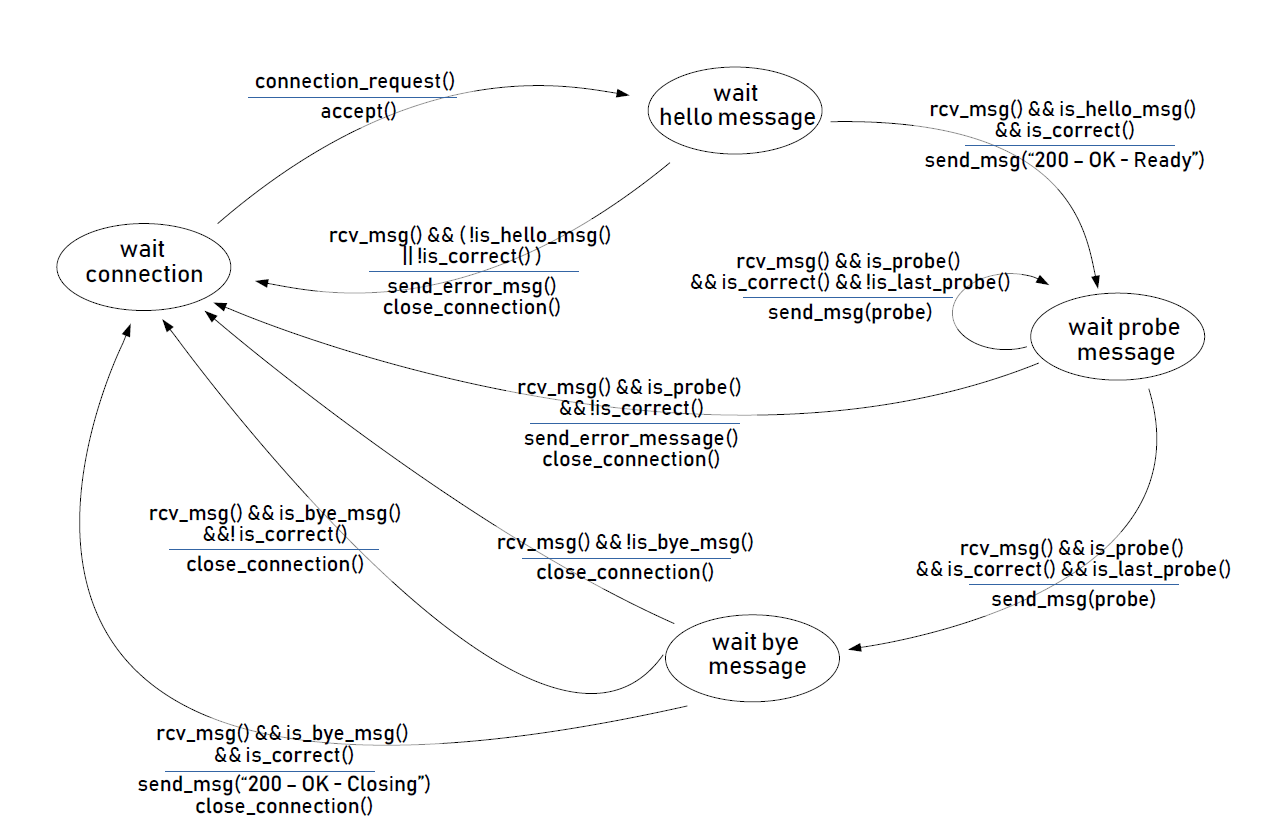 connection_request()
accept()
wait
hello message
rcv_msg() && is_hello_msg()
&& is_correct()
send_msg(“200 – OK - Ready”)
wait
connection
rcv_msg() && ( !is_hello_msg()
|| !is_correct() )
send_error_msg()
close_connection()
rcv_msg() && is_probe()
&& is_correct() && !is_last_probe()
send_msg(probe)
wait probe
message
rcv_msg() && is_probe()
&& !is_correct()
send_error_message()
close_connection()
rcv_msg() && is_bye_msg()
&&! is_correct()
close_connection()
rcv_msg() && !is_bye_msg()
close_connection()
rcv_msg() && is_probe()
&& is_correct() && is_last_probe()
send_msg(probe)
wait bye
message
rcv_msg() && is_bye_msg()
&& is_correct()
send_msg(“200 – OK - Closing”)
close_connection()